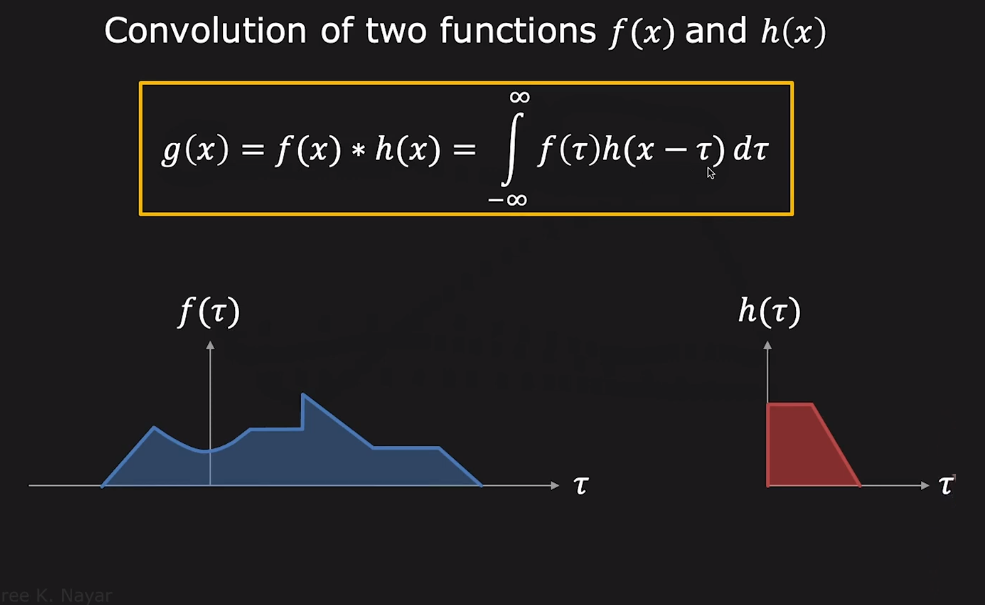 Convolution of two functions f(x) and h(x)
g(x) = f(x) ∗ h(x) = ∫_{−∞}^{∞} f(τ)h(x − τ) dτ
f(τ)
h(τ)
τ
τ
ree K. Nayar